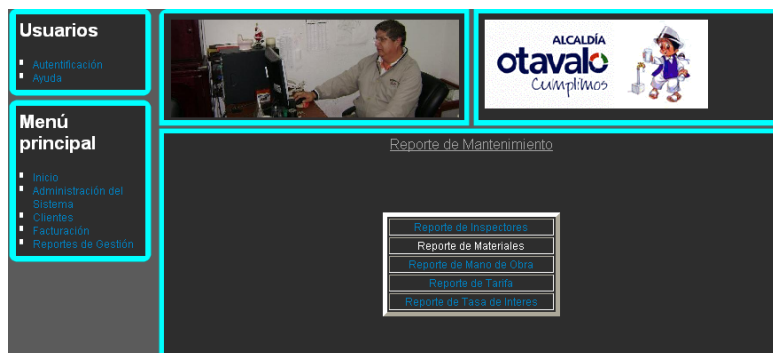 Usuarios
Autentificación
Ayuda
Menú
principal
Inicio
Administración del
Sistema
Clientes
Facturación
Reportes de Gestión
ALCALDÍA
otavalo
Cumplimos
Reporte de Mantenimiento
Reporte de Inspectores
Reporte de Materiales
Reporte de Mano de Obra
Reporte de Tarifa
Reporte de Tasa de Interes